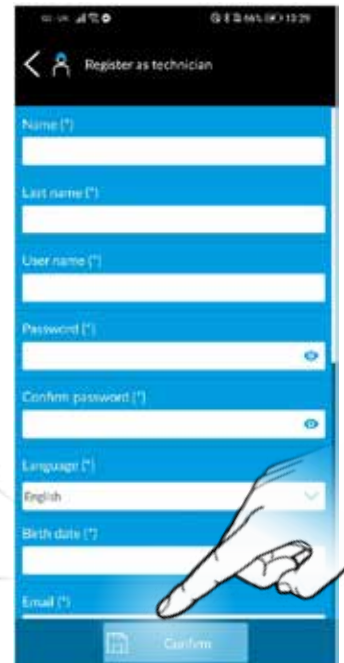 Register as technician
Name (*)
Last name (*)
User name (*)
Password (*)
Confirm password (*)
Language (*)
English
Birth date (*)
Email (*)
Confirm